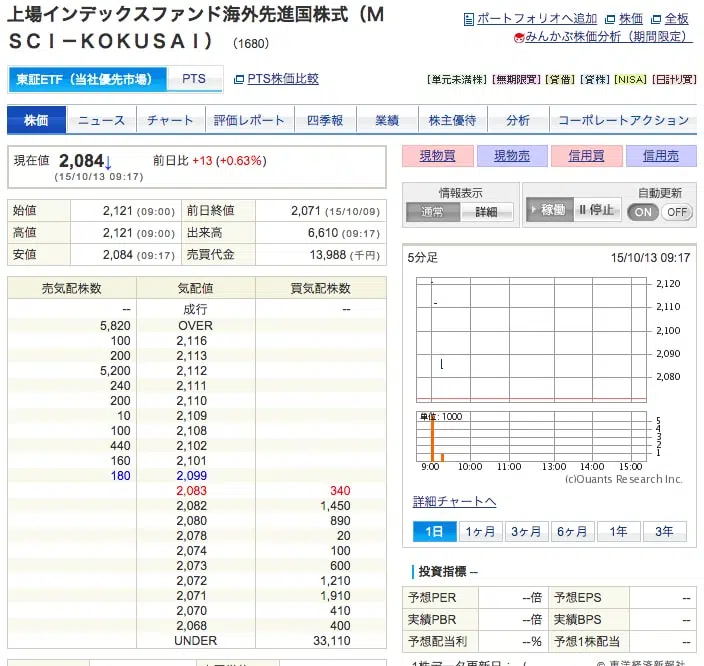 上場インデックスファンド海外先進国株式（M
SCI－KOKUSAI）（1680）
ポートフォリオへ追加 株価 全板
みんかぶ株価分析（期間限定）
東証ETF（当社優先市場） PTS PTS株価比較
[単元未満株] [無期限買] [貸借] [貸株] [NISA] [日計り買]
株価 ニュース チャート 評価レポート 四季報 業績 株主優待 分析 コーポレートアクション
現在値 2,084↓ 前日比 +13 (+0.63%)
(15/10/13 09:17)
現物買 現物売 信用買 信用売
情報表示 自動更新
通常 詳細 稼働 停止 ON OFF
始値 2,121 (09:00) 前日終値 2,071 (15/10/09)
高値 2,121 (09:00) 出来高 6,610 (09:17)
安値 2,084 (09:17) 売買代金 13,988 (千円)
売気配株数 気配値 買気配株数
-- 成行 --
5,820 OVER
100 2,116
200 2,113
5,200 2,112
240 2,111
200 2,110
10 2,109
100 2,108
440 2,102
160 2,101
180 2,099
2,083 340
2,082 1,450
2,080 890
2,078 20
2,074 100
2,073 600
2,072 1,210
2,071 1,910
2,070 410
2,068 400
UNDER 33,110
5分足 15/10/13 09:17
2,120
2,110
2,100
2,090
2,080
単位: 1000
5
4
3
2
1
9:00 10:00 11:00 13:00 14:00 15:00
(c)Quants Research Inc.
詳細チャートへ
1日 1ヶ月 3ヶ月 6ヶ月 1年 3年
投資指標 --
予想PER --倍 予想EPS --
実績PBR --倍 実績BPS --
予想配当利 --% 予想1株配当 --